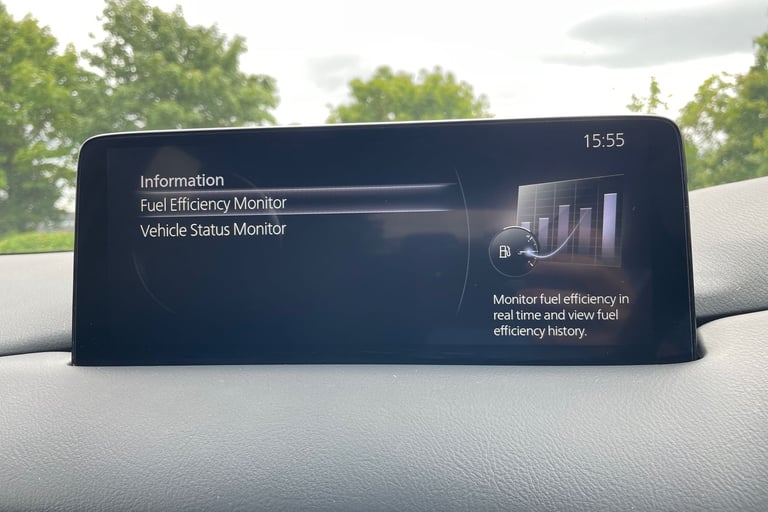 15:55
Information
Fuel Efficiency Monitor
Vehicle Status Monitor
Monitor fuel efficiency in
real time and view fuel
efficiency history.